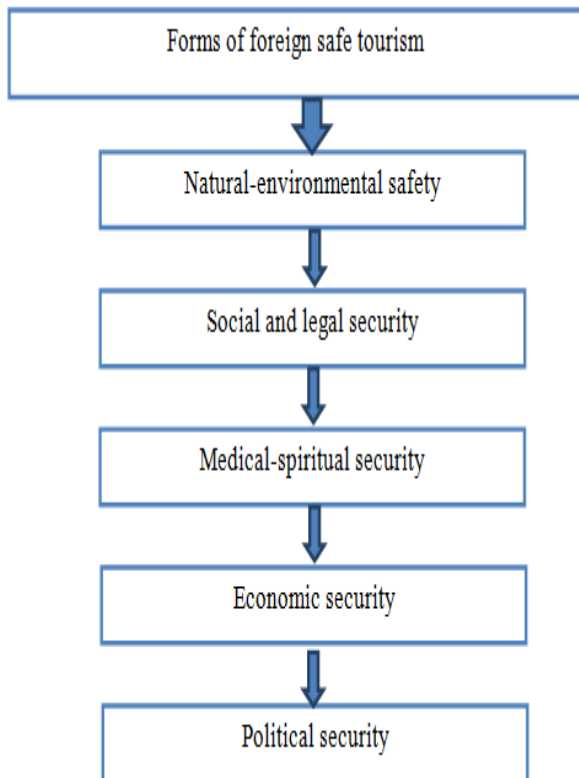 Forms of foreign safe tourism
Natural-environmental safety
Social and legal security
Medical-spiritual security
Economic security
Political security